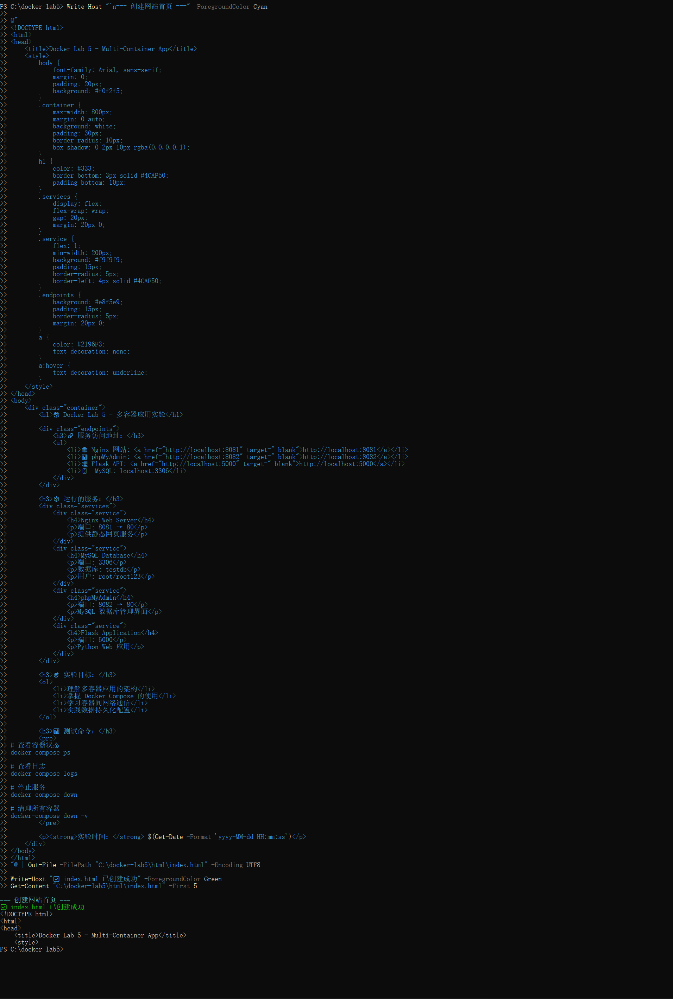 PS C:\docker-lab5> Write-Host "`n=== 创建网站首页 ===" -ForegroundColor Cyan
>>
>> @"
>> <!DOCTYPE html>
>> <html>
>> <head>
>>     <title>Docker Lab 5 - Multi-Container App</title>
>>     <style>
>>         body {
>>             font-family: Arial, sans-serif;
>>             margin: 0;
>>             padding: 20px;
>>             background: #f0f2f5;
>>         }
>>         .container {
>>             max-width: 800px;
>>             margin: 0 auto;
>>             background: white;
>>             padding: 30px;
>>             border-radius: 10px;
>>             box-shadow: 0 2px 10px rgba(0,0,0,0.1);
>>         }
>>         h1 {
>>             color: #333;
>>             border-bottom: 3px solid #4CAF50;
>>             padding-bottom: 10px;
>>         }
>>         .services {
>>             display: flex;
>>             flex-wrap: wrap;
>>             gap: 20px;
>>             margin: 20px 0;
>>         }
>>         .service {
>>             flex: 1;
>>             min-width: 200px;
>>             background: #f9f9f9;
>>             padding: 15px;
>>             border-radius: 5px;
>>             border-left: 4px solid #4CAF50;
>>         }
>>         .endpoints {
>>             background: #e8f5e9;
>>             padding: 15px;
>>             border-radius: 5px;
>>             margin: 20px 0;
>>         }
>>         a {
>>             color: #2196F3;
>>             text-decoration: none;
>>         }
>>         a:hover {
>>             text-decoration: underline;
>>         }
>>     </style>
>> </head>
>> <body>
>>     <div class="container">
>>         <h1>🐳 Docker Lab 5 - 多容器应用实验</h1>
>>
>>         <div class="endpoints">
>>             <h3>🔗 服务访问地址：</h3>
>>             <ul>
>>                 <li>🌐 Nginx 网站: <a href="http://localhost:8081" target="_blank">http://localhost:8081</a></li>
>>                 <li>📊 phpMyAdmin: <a href="http://localhost:8082" target="_blank">http://localhost:8082</a></li>
>>                 <li>🐍 Flask API: <a href="http://localhost:5000" target="_blank">http://localhost:5000</a></li>
>>                 <li>🗄  MySQL: localhost:3306</li>
>>             </div>
>>         </div>
>>
>>         <h3>📦 运行的服务：</h3>
>>         <div class="services">
>>             <div class="service">
>>                 <h4>Nginx Web Server</h4>
>>                 <p>端口: 8081 → 80</p>
>>                 <p>提供静态网页服务</p>
>>             </div>
>>             <div class="service">
>>                 <h4>MySQL Database</h4>
>>                 <p>端口: 3306</p>
>>                 <p>数据库: testdb</p>
>>                 <p>用户: root/root123</p>
>>             </div>
>>             <div class="service">
>>                 <h4>phpMyAdmin</h4>
>>                 <p>端口: 8082 → 80</p>
>>                 <p>MySQL 数据库管理界面</p>
>>             </div>
>>             <div class="service">
>>                 <h4>Flask Application</h4>
>>                 <p>端口: 5000</p>
>>                 <p>Python Web 应用</p>
>>             </div>
>>         </div>
>>
>>         <h3>🎯 实验目标：</h3>
>>         <ol>
>>             <li>理解多容器应用的架构</li>
>>             <li>掌握 Docker Compose 的使用</li>
>>             <li>学习容器间网络通信</li>
>>             <li>实践数据持久化配置</li>
>>         </ol>
>>
>>         <h3>📊 测试命令：</h3>
>>         <pre>
>> # 查看容器状态
>> docker-compose ps
>>
>> # 查看日志
>> docker-compose logs
>>
>> # 停止服务
>> docker-compose down
>>
>> # 清理所有容器
>> docker-compose down -v
>>         </pre>
>>
>>         <p><strong>实验时间：</strong> $(Get-Date -Format 'yyyy-MM-dd HH:mm:ss')</p>
>>     </div>
>> </body>
>> </html>
>> "@ | Out-File -FilePath "C:\docker-lab5\html\index.html" -Encoding UTF8
>>
>> Write-Host "✅ index.html 已创建成功" -ForegroundColor Green
>> Get-Content "C:\docker-lab5\html\index.html" -First 5

=== 创建网站首页 ===
✅ index.html 已创建成功
<!DOCTYPE html>
<html>
<head>
    <title>Docker Lab 5 - Multi-Container App</title>
    <style>
PS C:\docker-lab5>